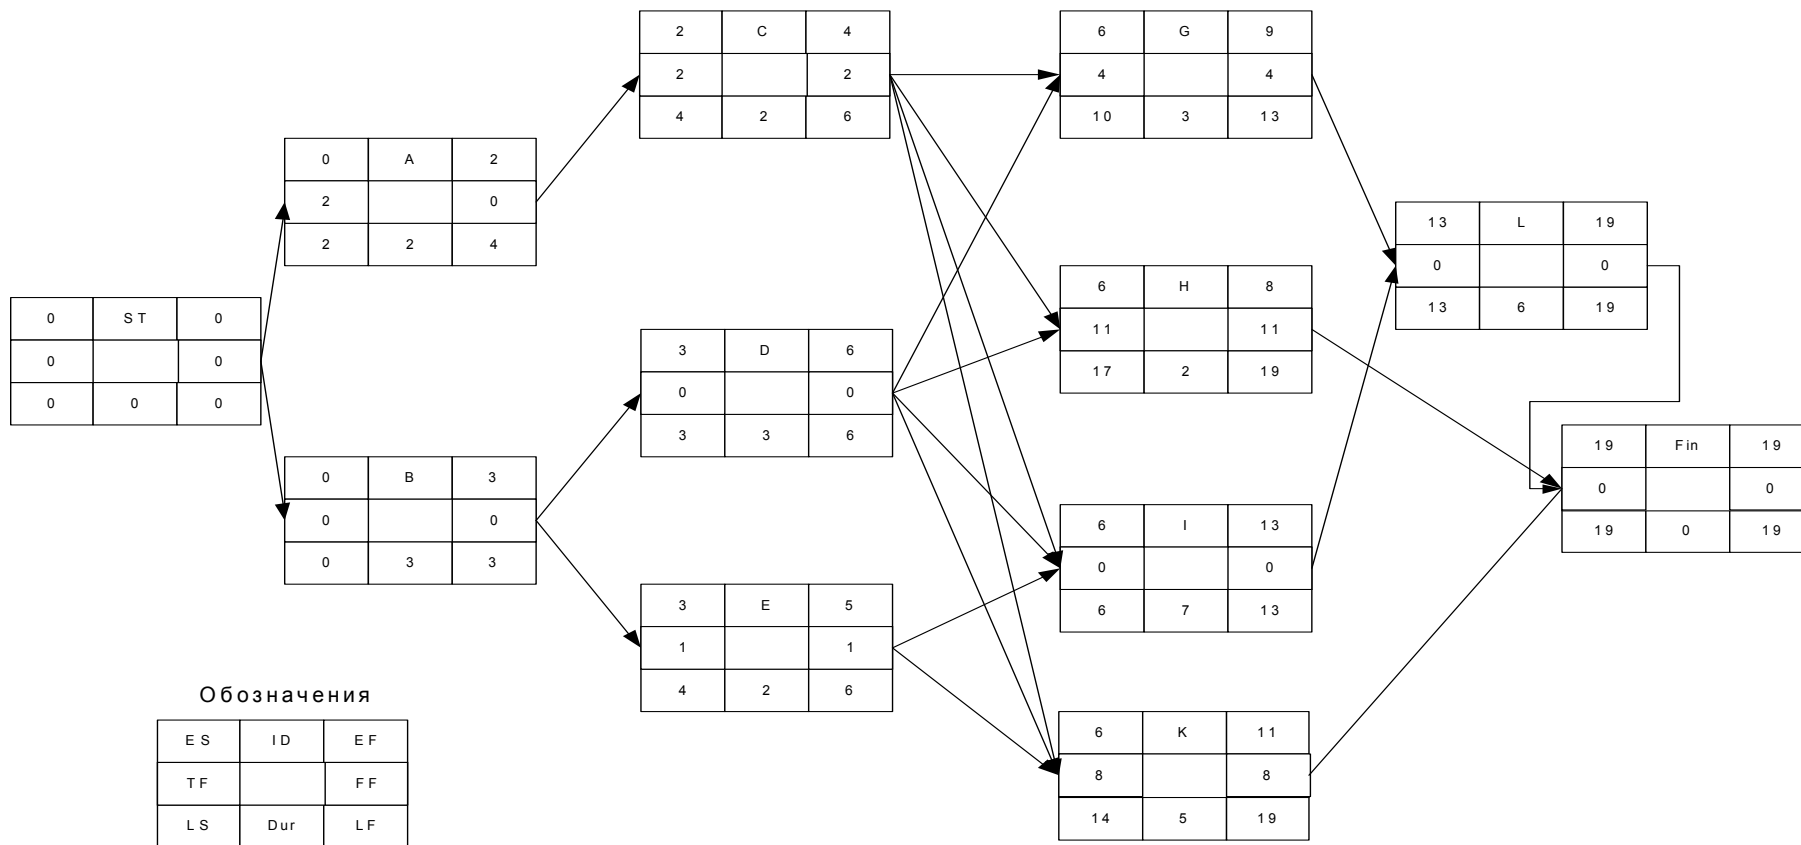 2 C 4
2 2
4 2 6
6 G 9
4 4
10 3 13
0 A 2
2 0
2 2 4
13 L 19
0 0
13 6 19
6 H 8
11 11
17 2 19
0 ST 0
0 0
0 0 0
3 D 6
0 0
3 3 6
19 Fin 19
0 0
19 0 19
0 B 3
0 0
0 3 3
6 I 13
0 0
6 7 13
3 E 5
1 1
4 2 6
6 K 11
8 8
14 5 19
Обозначения
ES ID EF
TF FF
LS Dur LF